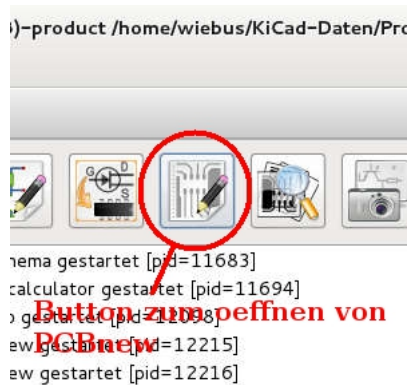 )-product /home/wiebus/KiCad-Daten/Pro
G D
S
nema gestartet [pid=11683]
calculator gestartet [pid=11694]
o gestartet [pid=12098]
Button zum oeffnen von
ew gestartet [pid=12215]
PCBnew
ew gestartet [pid=12216]